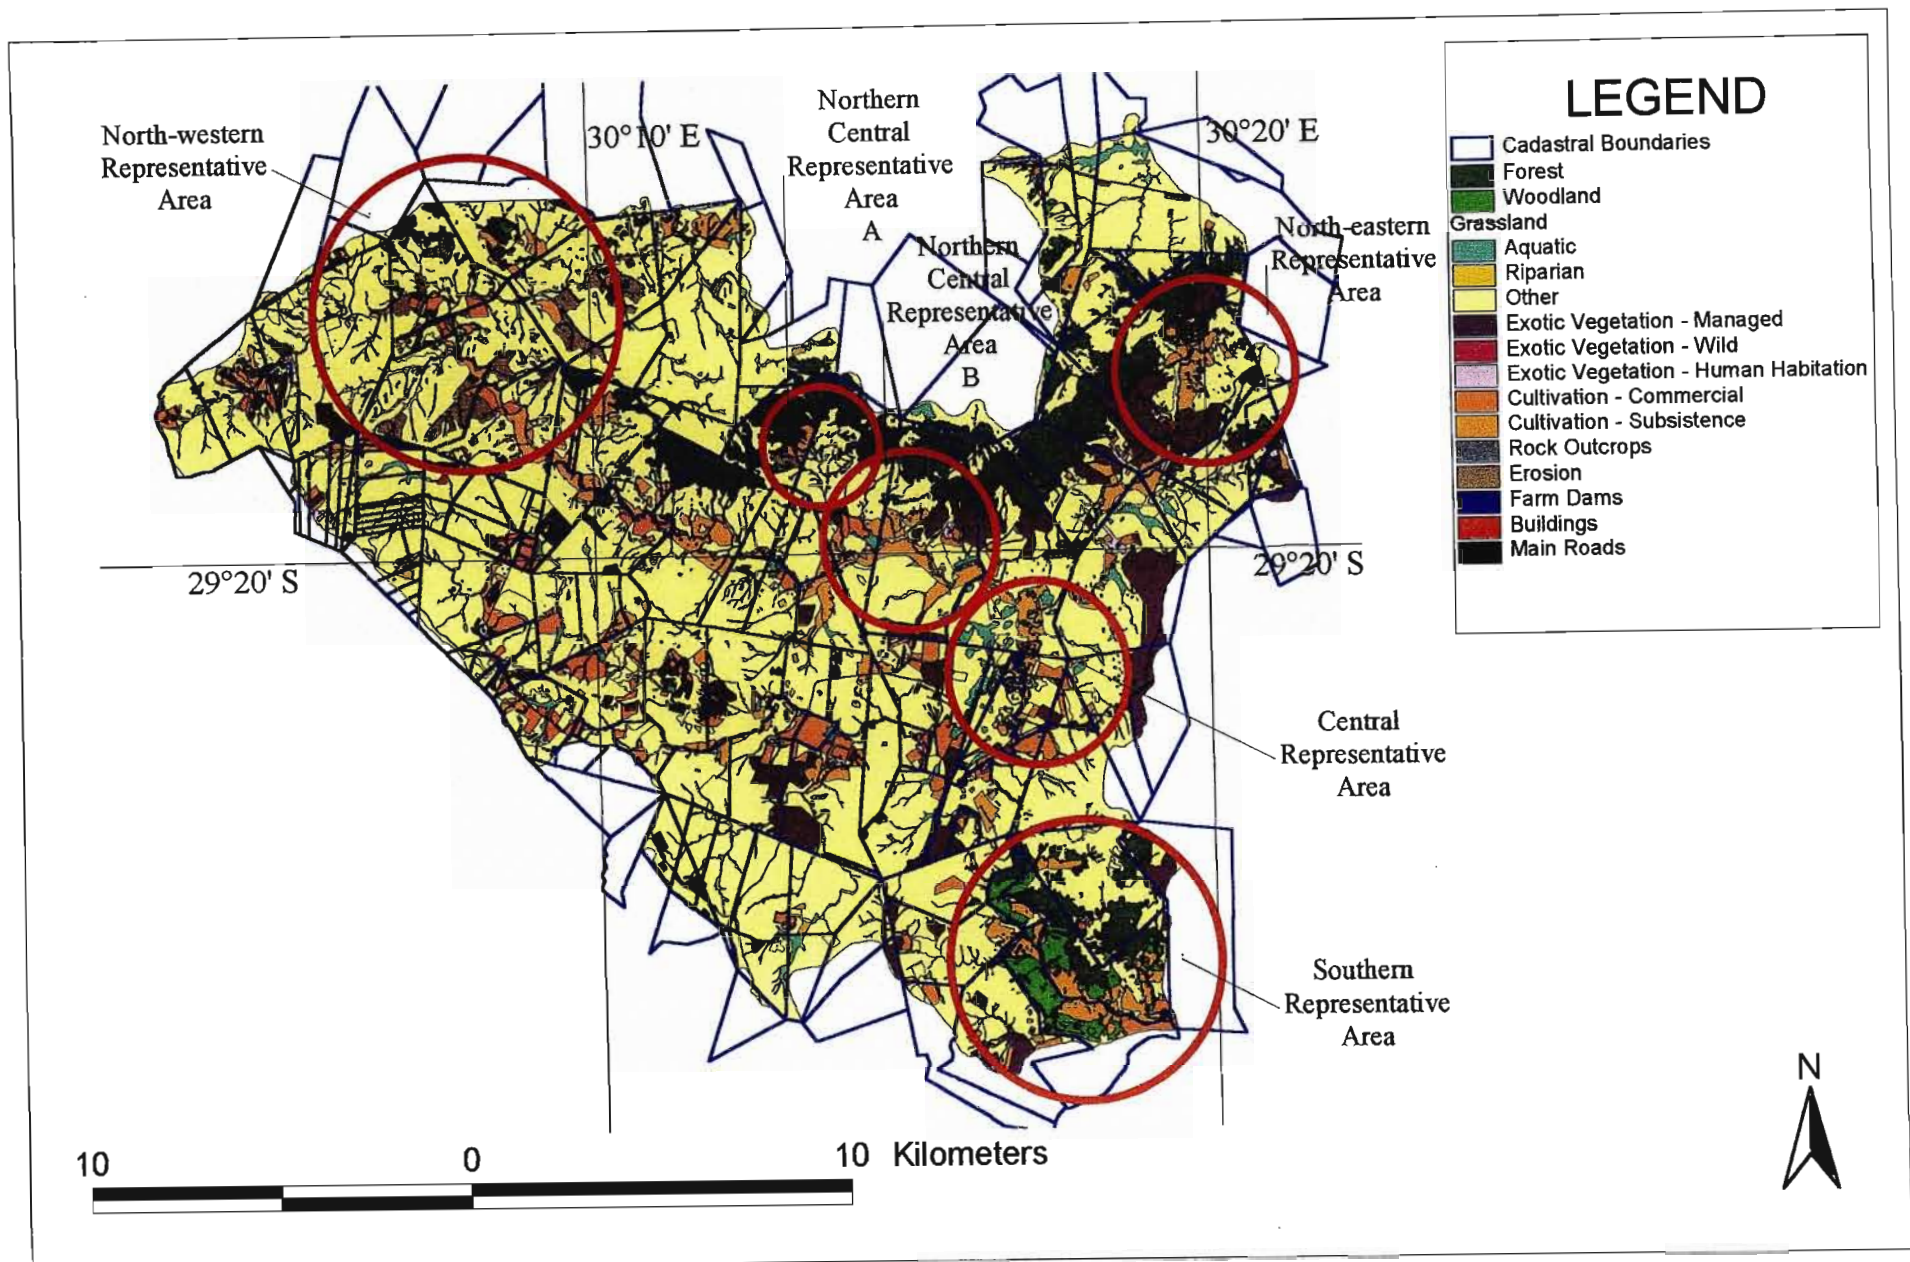 North-western
Representative
Area
30°10' E
Northern
Central
Representative
Area
A
Northern
Central
Representative
Area
B
30°20' E
North-eastern
Representative
Area
29°20' S
29°20' S
Central
Representative
Area
Southern
Representative
Area
LEGEND
Cadastral Boundaries
Forest
Woodland
Grassland
Aquatic
Riparian
Other
Exotic Vegetation - Managed
Exotic Vegetation - Wild
Exotic Vegetation - Human Habitation
Cultivation - Commercial
Cultivation - Subsistence
Rock Outcrops
Erosion
Farm Dams
Buildings
Main Roads
N
10 0 10 Kilometers